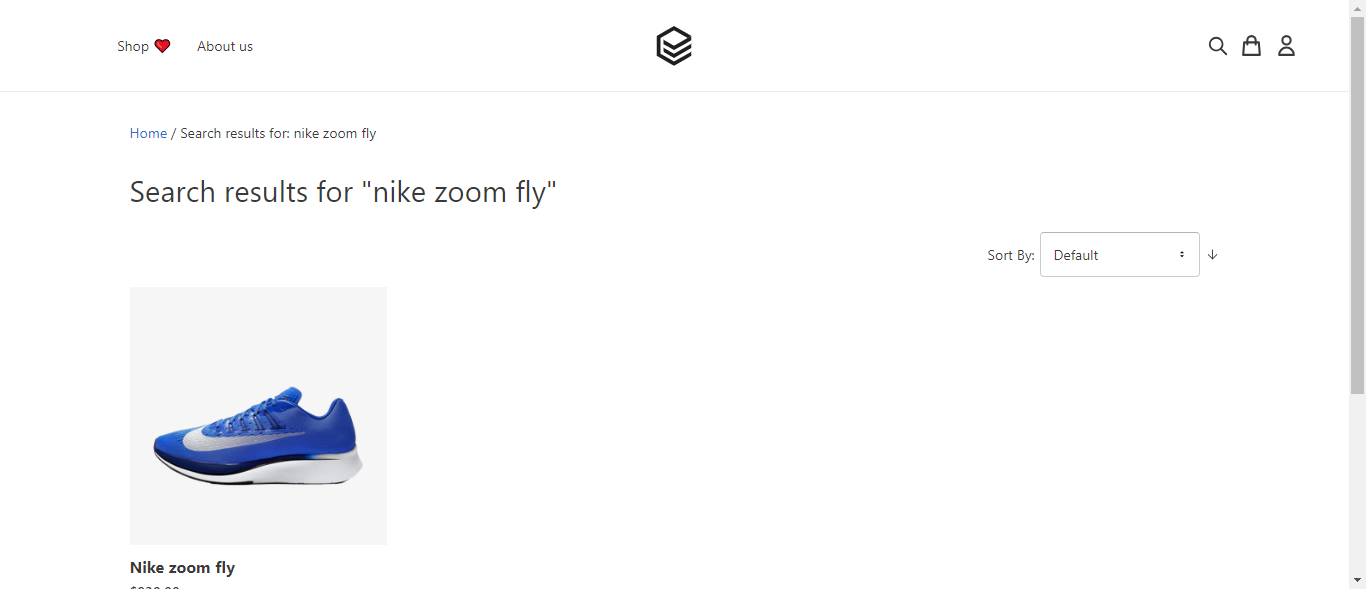 Shop About us
Home / Search results for: nike zoom fly
Search results for "nike zoom fly"
Sort By: Default
Nike zoom fly